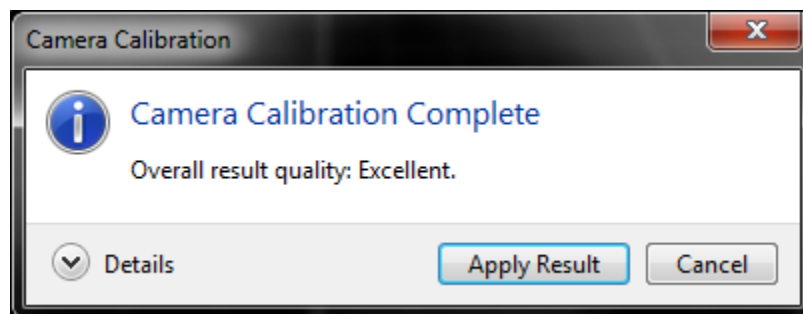 Camera Calibration
Camera Calibration Complete
Overall result quality: Excellent.
Details
Apply Result
Cancel